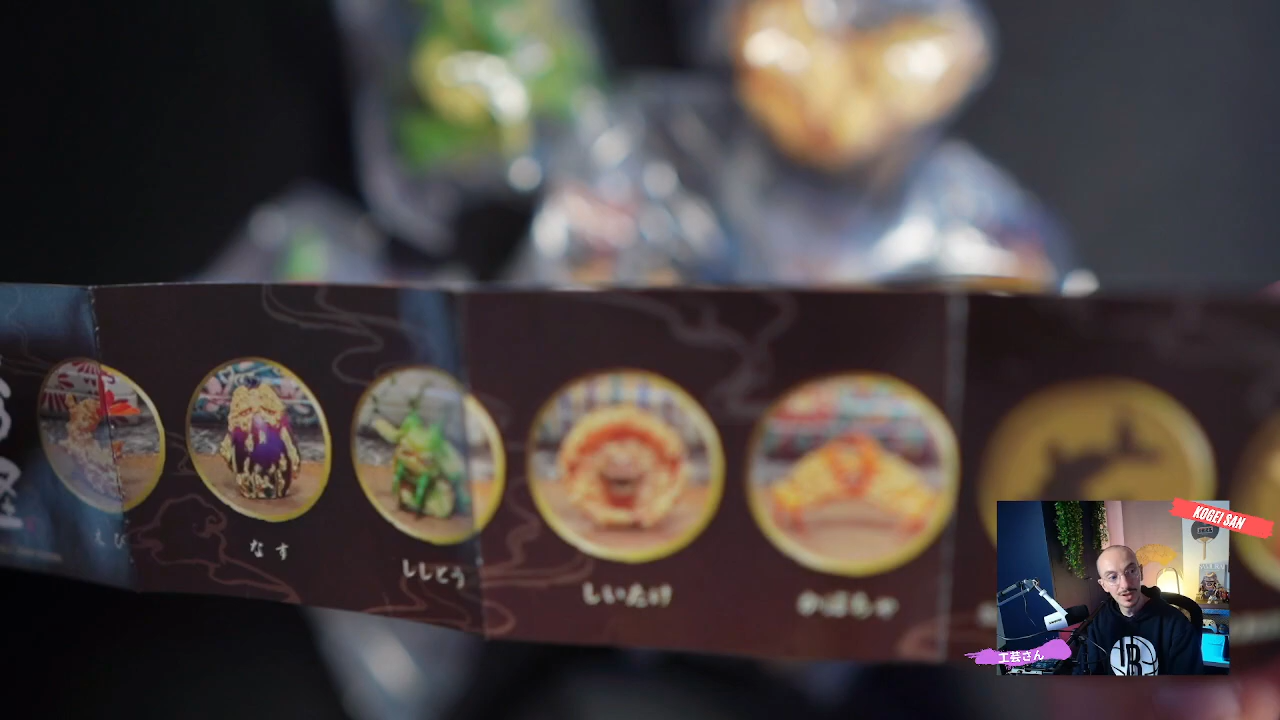 えび
なす
ししとう
しいたけ
かぼちゃ
KOGEI SAN
工芸さん